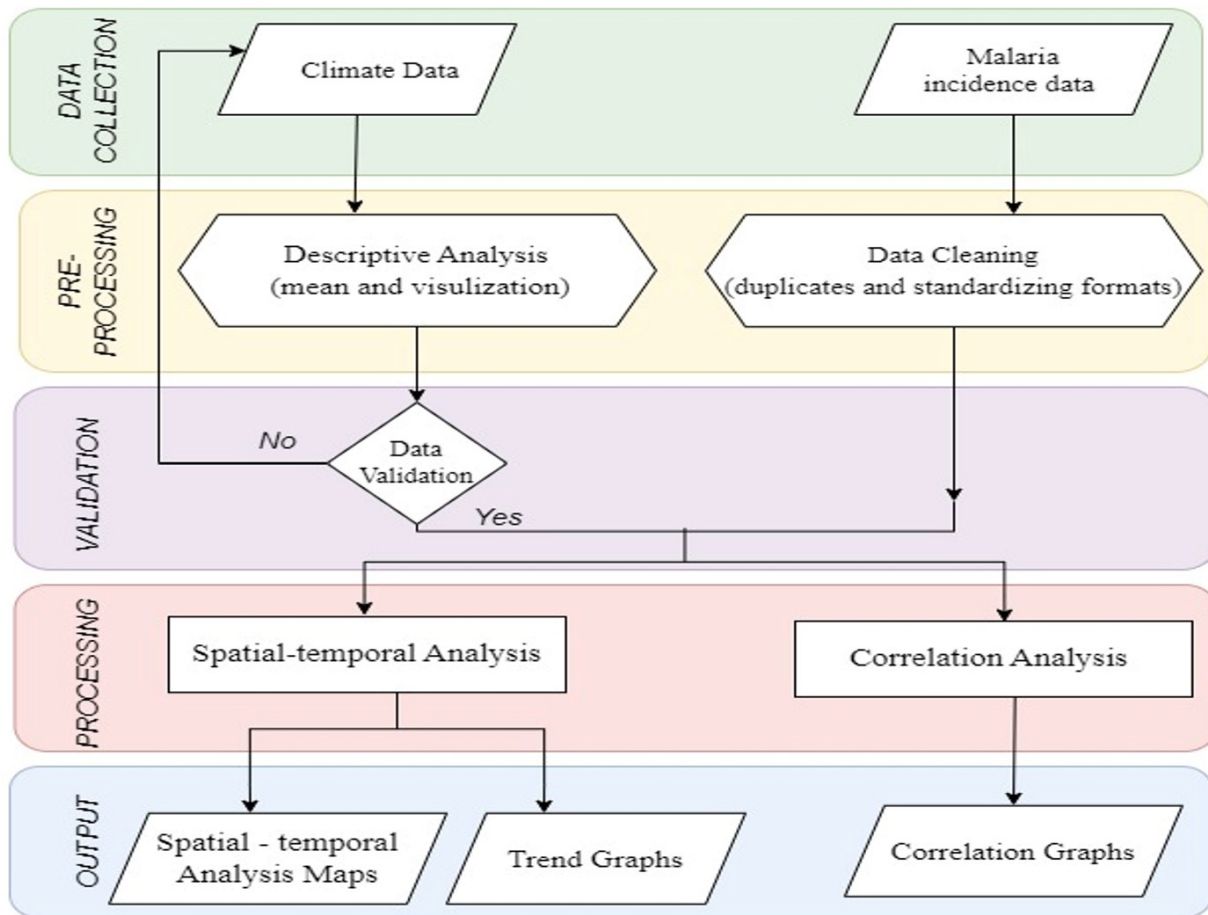 DATA
COLLECTION
Climate Data
Malaria
incidence data
PRE-
PROCESSING
Descriptive Analysis
(mean and visulization)
Data Cleaning
(duplicates and standardizing formats)
VALIDATION
No
Data
Validation
Yes
PROCESSING
Spatial-temporal Analysis
Correlation Analysis
OUTPUT
Spatial - temporal
Analysis Maps
Trend Graphs
Correlation Graphs